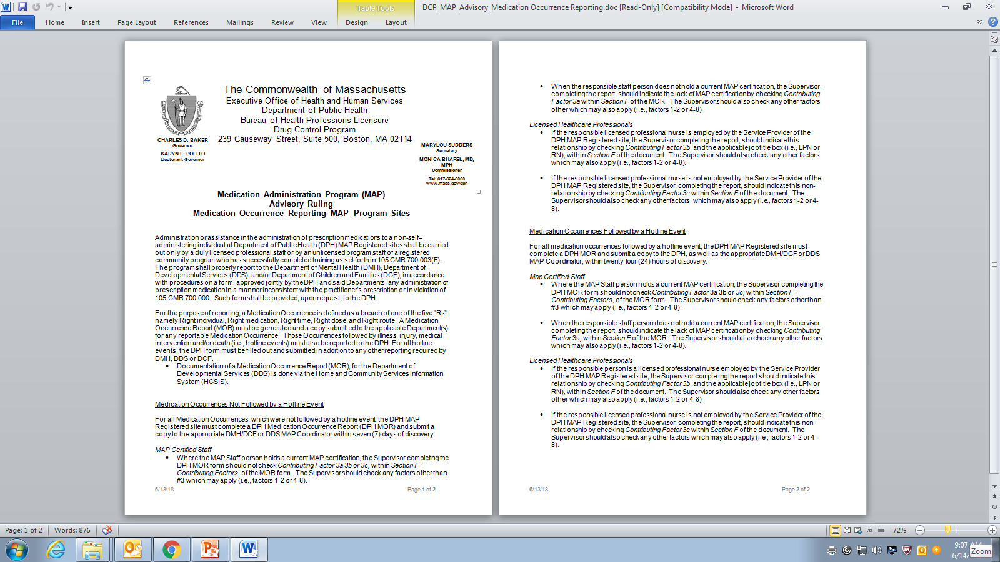 DCP_MAP_Advisory_Medication Occurrence Reporting.doc [Read-Only] [Compatibility Mode] - Microsoft Word
Table Tools
File Home Insert Page Layout References Mailings Review View Design Layout
The Commonwealth of Massachusetts
Executive Office of Health and Human Services
Department of Public Health
Bureau of Health Professions Licensure
Drug Control Program
239 Causeway Street, Suite 500, Boston, MA 02114
CHARLES D. BAKER
Governor
KARYN E. POLITO
Lieutenant Governor
MARYLOU SUDDERS
Secretary
MONICA BHAREL, MD,
MPH
Commissioner
Tel: 617-624-6000
www.mass.gov/dph
Medication Administration Program (MAP)
Advisory Ruling
Medication Occurrence Reporting–MAP Program Sites
Administration or assistance in the administration of prescription medications to a non-self–
administering individual at Department of Public Health (DPH) MAP Registered sites shall be carried
out only by a duly licensed professional staff or by an unlicensed program staff of a registered
community program who has successfully completed training as set forth in 105 CMR 700.003(F).
The program shall properly report to the Department of Mental Health (DMH), Department of
Developmental Services (DDS), and/or Department of Children and Families (DCF), in accordance
with procedures on a form, approved jointly by the DPH and said Departments, any administration of
prescription medication in a manner inconsistent with the practitioner's prescription or in violation of
105 CMR 700.000. Such form shall be provided, upon request, to the DPH.
For the purpose of reporting, a Medication Occurrence is defined as a breach of one of the five “Rs”,
namely Right individual, Right medication, Right time, Right dose, and Right route. A Medication
Occurrence Report (MOR) must be generated and a copy submitted to the applicable Department(s)
for any reportable Medication Occurrence. Those Occurrences followed by illness, injury, medical
intervention and/or death (i.e., hotline events) must also be reported to the DPH. For all hotline
events, the DPH form must be filled out and submitted in addition to any other reporting required by
DMH, DDS or DCF.
• Documentation of a Medication Occurrence Report (MOR), for the Department of
Developmental Services (DDS) is done via the Home and Community Services information
System (HCSIS).
Medication Occurrences Not Followed by a Hotline Event
For all Medication Occurrences, which were not followed by a hotline event, the DPH MAP
Registered site must complete a DPH Medication Occurrence Report (DPH MOR) and submit a
copy to the appropriate DMH/DCF or DDS MAP Coordinator within seven (7) days of discovery.
MAP Certified Staff
• Where the MAP Staff person holds a current MAP certification, the Supervisor completing the
DPH MOR form should not check Contributing Factor 3a 3b or 3c, within Section F-
Contributing Factors, of the MOR form. The Supervisor should check any factors other than
#3 which may apply (i.e., factors 1-2 or 4-8).
6/13/18 Page 1 of 2
• When the responsible staff person does not hold a current MAP certification, the Supervisor,
completing the report, should indicate the lack of MAP certification by checking Contributing
Factor 3a within Section F of the MOR. The Supervisor should also check any other factors
other which may also apply (i.e., factors 1-2 or 4-8).
Licensed Healthcare Professionals
• If the responsible licensed professional nurse is employed by the Service Provider of the
DPH MAP Registered site, the Supervisor completing the report, should indicate this
relationship by checking Contributing Factor 3b, and the applicable job title box (i.e., LPN or
RN), within Section F of the document. The Supervisor should also check any other factors
which may also apply (i.e., factors 1-2 or 4-8).
• If the responsible licensed professional nurse is not employed by the Service Provider of the
DPH MAP Registered site, the Supervisor, completing the report, should indicate this non-
relationship by checking Contributing Factor 3c within Section F of the document. The
Supervisor should also check any other factors which may also apply (i.e., factors 1-2 or 4-
8).
Medication Occurrences Followed by a Hotline Event
For all medication occurrences followed by a hotline event, the DPH MAP Registered site must
complete a DPH MOR and submit a copy to the DPH, as well as the appropriate DMH/DCF or DDS
MAP Coordinator, within twenty-four (24) hours of discovery.
Map Certified Staff
• Where the MAP Staff person holds a current MAP certification, the Supervisor completing the
DPH MOR form should not check Contributing Factor 3a 3b or 3c, within Section F-
Contributing Factors, of the MOR form. The Supervisor should check any factors other than
#3 which may apply (i.e., factors 1-2 or 4-8).
• When the responsible staff person does not hold a current MAP certification, the Supervisor,
completing the report, should indicate the lack of MAP certification by checking Contributing
Factor 3a, within Section F of the MOR. The Supervisor should also check any other factors
which may also apply (i.e., factors 1-2 or 4-8).
Licensed Healthcare Professionals
• If the responsible person is a licensed professional nurse employed by the Service Provider
of the DPH MAP Registered site, the Supervisor completing the report should indicate this
relationship by checking Contributing Factor 3b, and the applicable job title box (i.e., LPN or
RN), within Section F of the document. The Supervisor should also check any other factors
other which may also apply (i.e., factors 1-2 or 4-8).
• If the responsible licensed professional nurse is not employed by the Service Provider of the
DPH MAP Registered site, the Supervisor, completing the report, should indicate this non-
relationship by checking Contributing Factor 3c within Section F of the document. The
Supervisor should also check any other factors which may also apply (i.e., factors 1-2 or 4-
8).
6/13/18 Page 2 of 2
Page: 1 of 2 Words: 876 72%
9:07
6/14/
Zoom